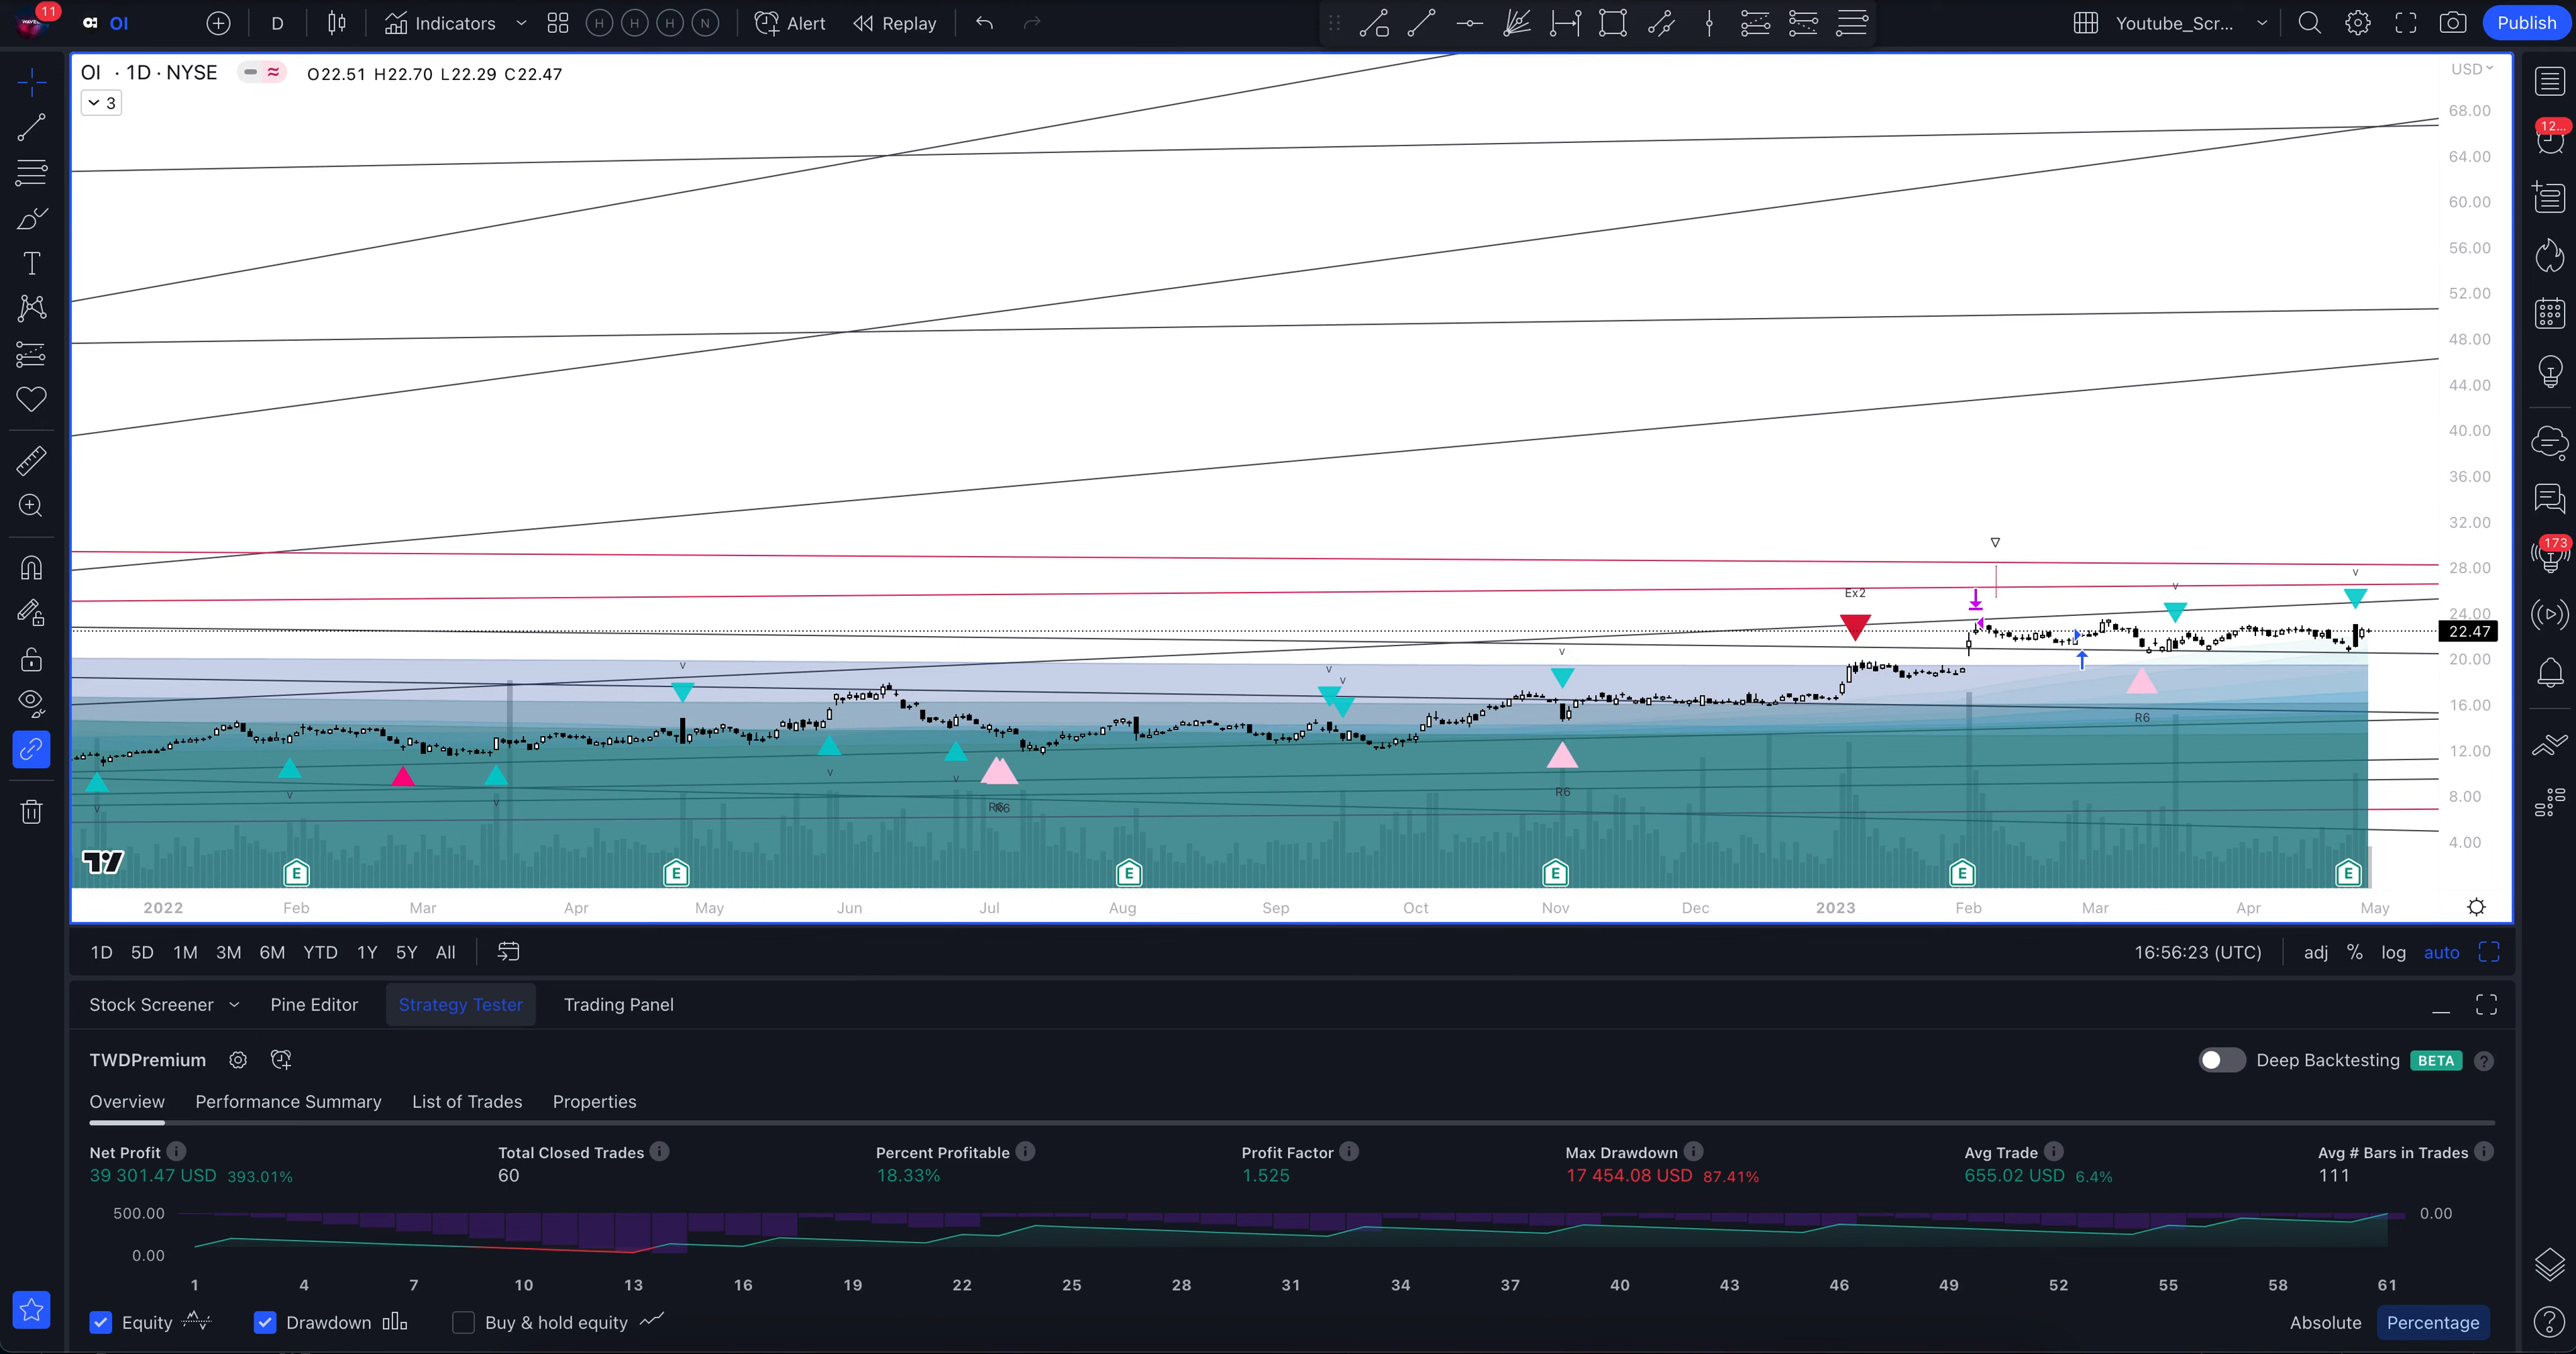 11
OI
D
Indicators
H H H N
Alert
Replay
Youtube_Scr...
Publish
OI · 1D · NYSE
O22.51 H22.70 L22.29 C22.47
3
USD
68.00
64.00
60.00
56.00
52.00
48.00
44.00
40.00
36.00
32.00
28.00
24.00
22.47
20.00
16.00
12.00
8.00
4.00
12...
173
Ex2
v
v
v
v
v
v
v
v
v
v
v
v
R6
R6
R6
R6
E E E E E E
2022 Feb Mar Apr May Jun Jul Aug Sep Oct Nov Dec 2023 Feb Mar Apr May
1D 5D 1M 3M 6M YTD 1Y 5Y All
16:56:23 (UTC)
adj % log auto
Stock Screener Pine Editor Strategy Tester Trading Panel
TWDPremium
Deep Backtesting BETA ?
Overview Performance Summary List of Trades Properties
Net Profit Total Closed Trades Percent Profitable Profit Factor Max Drawdown Avg Trade Avg # Bars in Trades
39 301.47 USD 393.01% 60 18.33% 1.525 17 454.08 USD 87.41% 655.02 USD 6.4% 111
500.00 0.00
0.00
1 4 7 10 13 16 19 22 25 28 31 34 37 40 43 46 49 52 55 58 61
Equity Drawdown Buy & hold equity Absolute Percentage